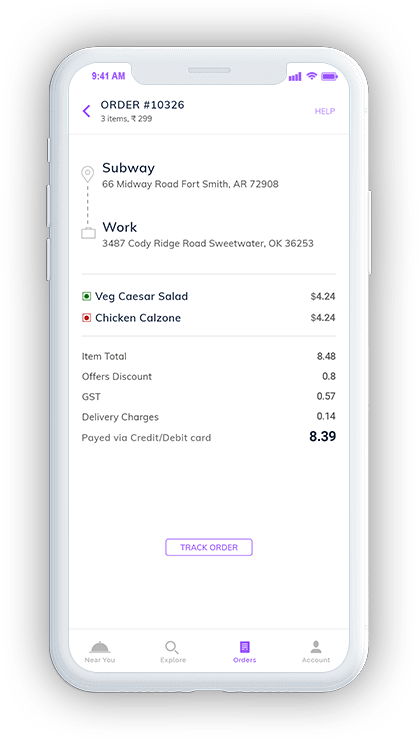 9:41 AM
ORDER #10326
3 items, ₹ 299
HELP
Subway
66 Midway Road Fort Smith, AR 72908
Work
3487 Cody Ridge Road Sweetwater, OK 36253
Veg Caesar Salad $4.24
Chicken Calzone $4.24
Item Total 8.48
Offers Discount 0.8
GST 0.57
Delivery Charges 0.14
Payed via Credit/Debit card 8.39
TRACK ORDER
Near You Explore Orders Account